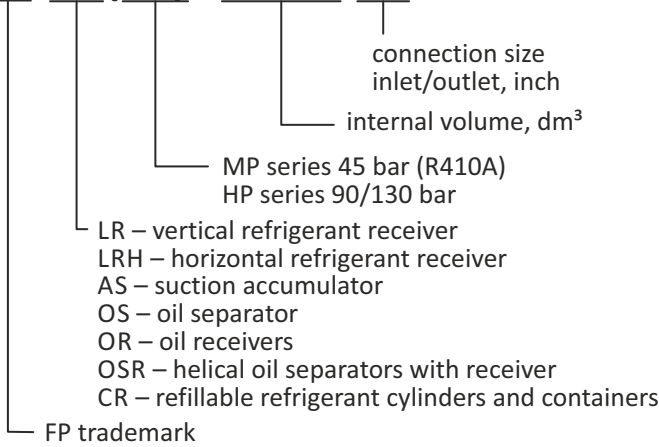 connection size
inlet/outlet, inch
internal volume, dm³
MP series 45 bar (R410A)
HP series 90/130 bar
LR – vertical refrigerant receiver
LRH – horizontal refrigerant receiver
AS – suction accumulator
OS – oil separator
OR – oil receivers
OSR – helical oil separators with receiver
CR – refillable refrigerant cylinders and containers
FP trademark